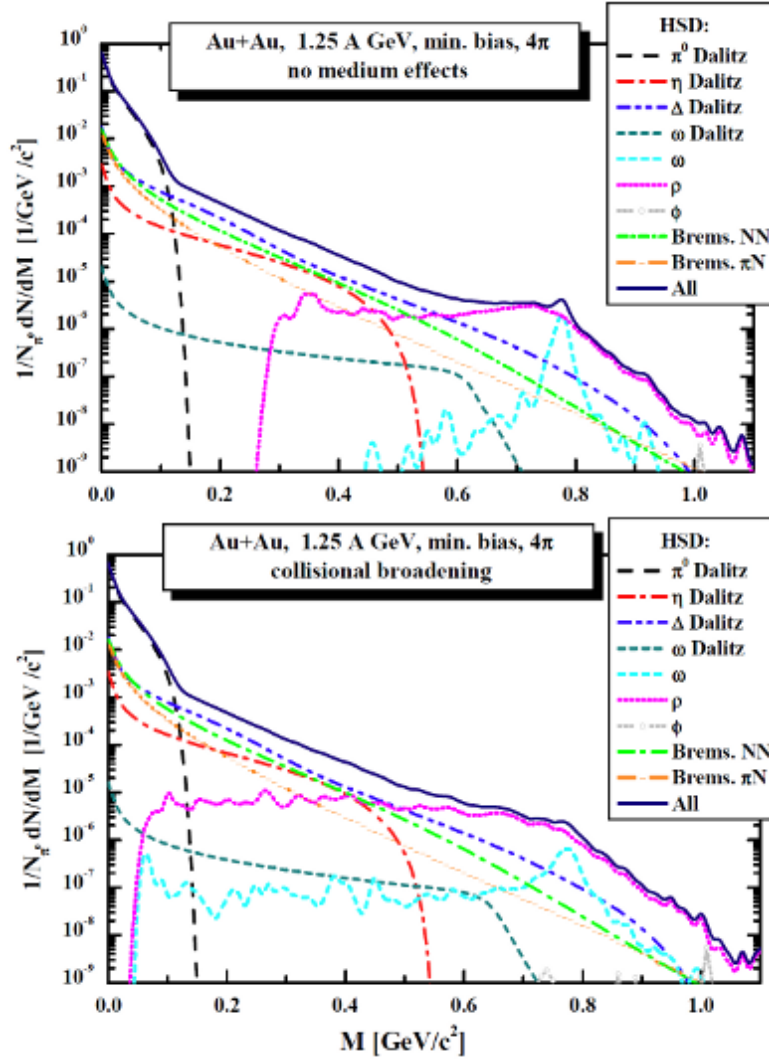 Au+Au, 1.25 A GeV, min. bias, 4π
no medium effects
HSD:
π⁰ Dalitz
η Dalitz
Δ Dalitz
ω Dalitz
ω
ρ
ϕ
Brems. NN
Brems. πN
All
10⁰
10⁻¹
10⁻²
10⁻³
10⁻⁴
10⁻⁵
10⁻⁶
10⁻⁷
10⁻⁸
10⁻⁹
1/N_π⁰ dN/dM [1/GeV /c²]
0.0 0.2 0.4 0.6 0.8 1.0
Au+Au, 1.25 A GeV, min. bias, 4π
collisional broadening
HSD:
π⁰ Dalitz
η Dalitz
Δ Dalitz
ω Dalitz
ω
ρ
ϕ
Brems. NN
Brems. πN
All
10⁰
10⁻¹
10⁻²
10⁻³
10⁻⁴
10⁻⁵
10⁻⁶
10⁻⁷
10⁻⁸
10⁻⁹
1/N_π⁰ dN/dM [1/GeV /c²]
0.0 0.2 0.4 0.6 0.8 1.0
M [GeV/c²]